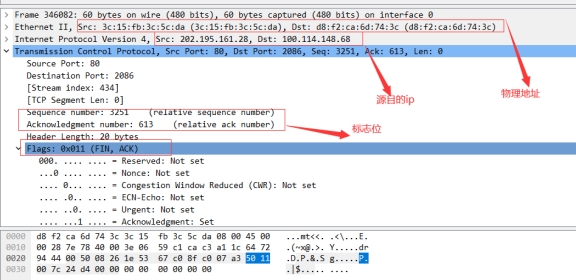 Frame 346082: 60 bytes on wire (480 bits), 60 bytes captured (480 bits) on interface 0
Ethernet II, Src: 3c:15:fb:3c:5c:da (3c:15:fb:3c:5c:da), Dst: d8:f2:ca:6d:74:3c (d8:f2:ca:6d:74:3c)
Internet Protocol Version 4, Src: 202.195.161.28, Dst: 100.114.148.68
Transmission Control Protocol, Src Port: 80, Dst Port: 2086, Seq: 3251, Ack: 613, Len: 0
Source Port: 80
Destination Port: 2086
[Stream index: 434]
[TCP Segment Len: 0]
源目的ip
物理地址
Sequence number: 3251 (relative sequence number)
Acknowledgment number: 613 (relative ack number)
标志位
Header Length: 20 bytes
Flags: 0x011 (FIN, ACK)
000. .... .... = Reserved: Not set
...0 .... .... = Nonce: Not set
.... 0... .... = Congestion Window Reduced (CWR): Not set
.... .0.. .... = ECN-Echo: Not set
.... ..0. .... = Urgent: Not set
.... ...1 .... = Acknowledgment: Set
0000 d8 f2 ca 6d 74 3c 3c 15 fb 3c 5c da 08 00 45 00 ...mt<<. .<\...E.
0010 00 28 7e 78 40 00 3e 06 59 c1 ca c3 a1 1c 64 72 .(~x@.>. Y.....dr
0020 94 44 00 50 08 26 1e 53 67 c0 8f c0 07 a3 50 11 .D.P.&.S g.....P.
0030 00 7c 24 d4 00 00 00 00 00 00 00 00 .|$..... ....